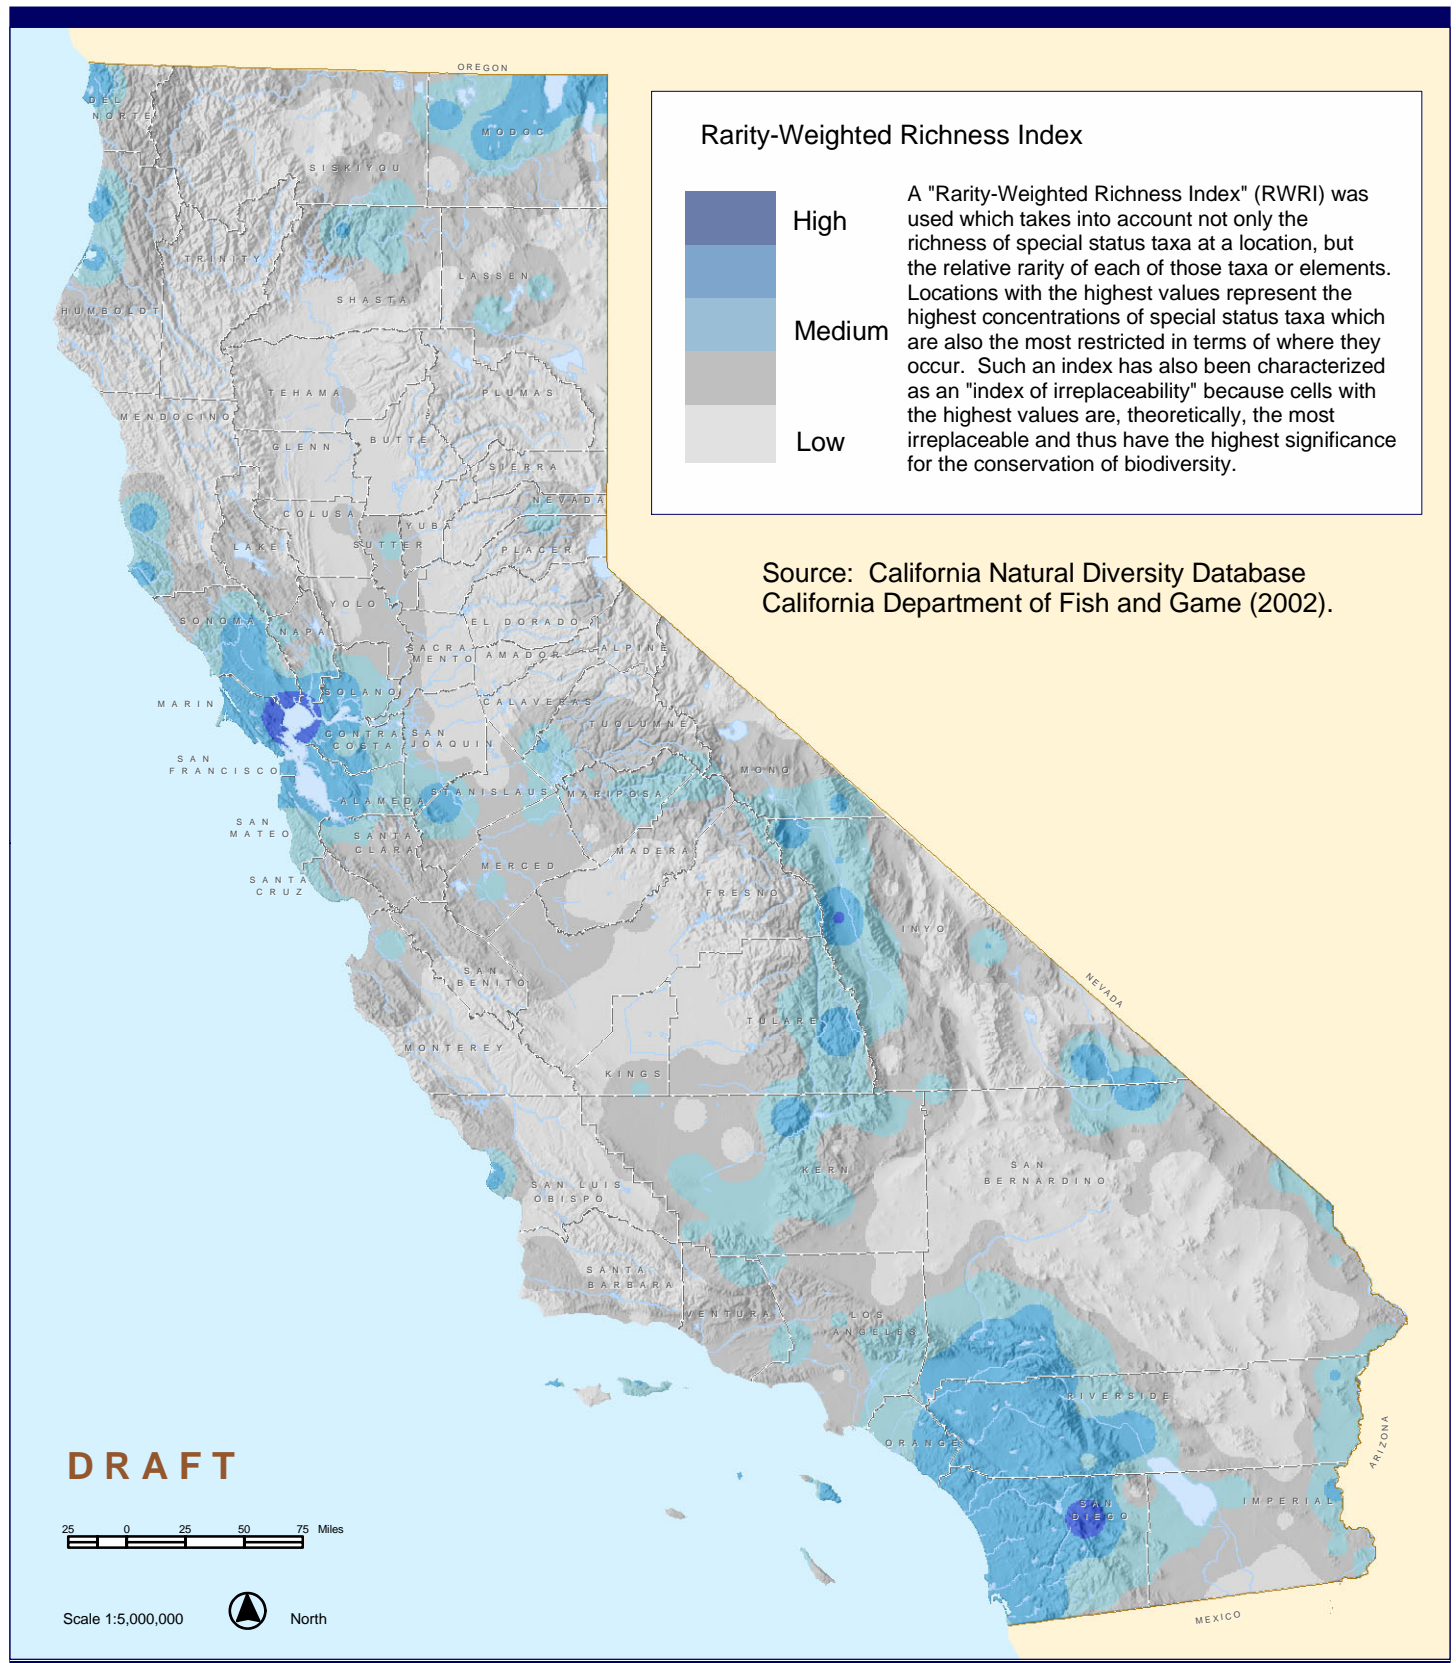 OREGON
DEL
NORTE
MODOC
SISKIYOU
TRINITY
LASSEN
SHASTA
HUMBOLDT
TEHAMA
PLUMAS
MENDOCINO
BUTTE
GLENN
SIERRA
NEVADA
COLUSA
YUBA
SUTTER
LAKE
PLACER
YOLO
SONOMA
NAPA
EL DORADO
SACRA
MENTO
AMADOR
ALPINE
SOLANO
MARIN
CALAVERAS
TUOLUMNE
CONTRA
COSTA
SAN
JOAQUIN
SAN
FRANCISCO
MONO
ALAMEDA
STANISLAUS
MARIPOSA
SAN
MATEO
SANTA
CLARA
MADERA
MERCED
SANTA
CRUZ
FRESNO
INYO
SAN
BENITO
NEVADA
TULARE
MONTEREY
KINGS
KERN
SAN
BERNARDINO
SAN LUIS
OBISPO
SANTA
BARBARA
VENTURA
LOS
ANGELES
RIVERSIDE
ORANGE
ARIZONA
SAN
DIEGO
IMPERIAL
MEXICO
Rarity-Weighted Richness Index
High
Medium
Low
A "Rarity-Weighted Richness Index" (RWRI) was
used which takes into account not only the
richness of special status taxa at a location, but
the relative rarity of each of those taxa or elements.
Locations with the highest values represent the
highest concentrations of special status taxa which
are also the most restricted in terms of where they
occur. Such an index has also been characterized
as an "index of irreplaceability" because cells with
the highest values are, theoretically, the most
irreplaceable and thus have the highest significance
for the conservation of biodiversity.
Source: California Natural Diversity Database
California Department of Fish and Game (2002).
DRAFT
25 0 25 50 75 Miles
Scale 1:5,000,000
North